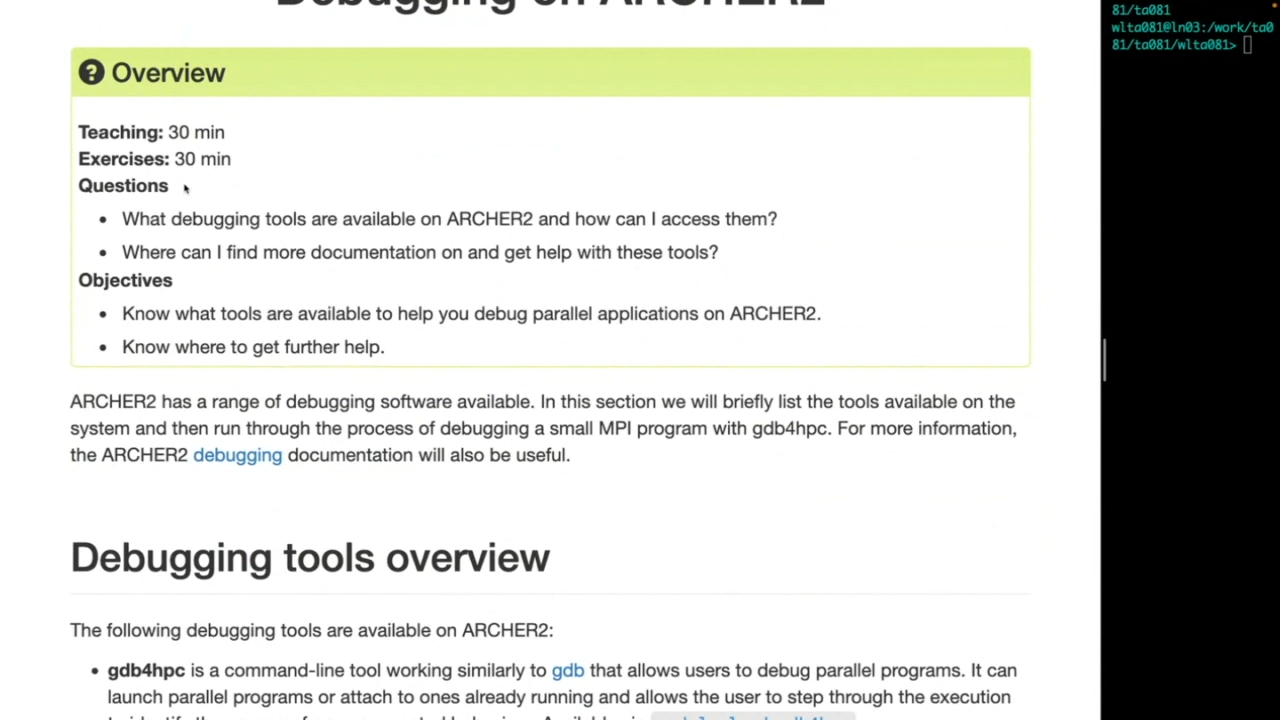 Debugging on ARCHER2
Overview
Teaching: 30 min
Exercises: 30 min
Questions
What debugging tools are available on ARCHER2 and how can I access them?
Where can I find more documentation on and get help with these tools?
Objectives
Know what tools are available to help you debug parallel applications on ARCHER2.
Know where to get further help.
ARCHER2 has a range of debugging software available. In this section we will briefly list the tools available on the
system and then run through the process of debugging a small MPI program with gdb4hpc. For more information,
the ARCHER2 debugging documentation will also be useful.
Debugging tools overview
The following debugging tools are available on ARCHER2:
gdb4hpc is a command-line tool working similarly to gdb that allows users to debug parallel programs. It can
launch parallel programs or attach to ones already running and allows the user to step through the execution
81/ta081
wlta081@ln03:/work/ta0
81/ta081/wlta081>